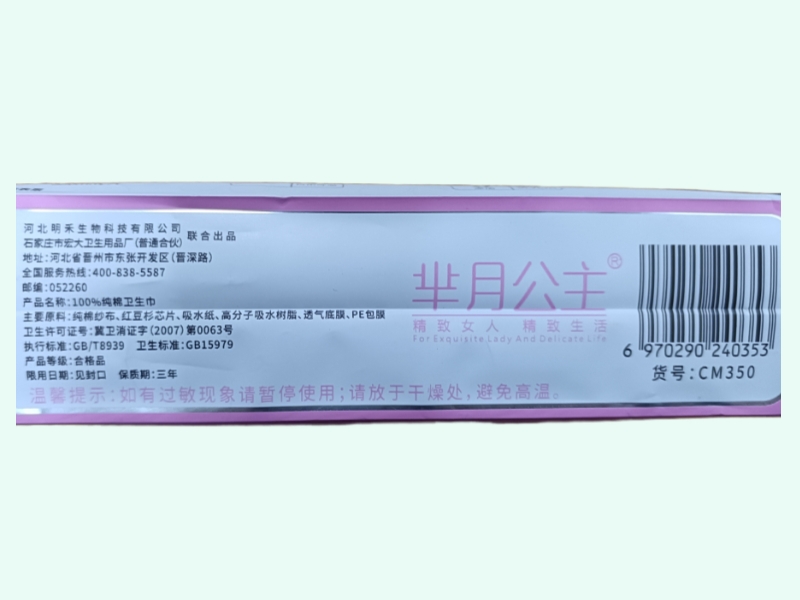 河北明禾生物科技有限公司
石家庄市宏大卫生用品厂(普通合伙) 联合出品
地址:河北省晋州市东张开发区(晋深路)
全国服务热线:400-838-5587
邮编:052260
产品名称:100%纯棉卫生巾
主要原料:纯棉纱布、红豆杉芯片、吸水纸、高分子吸水树脂、透气底膜、PE包膜
卫生许可证号:冀卫消证字(2007)第0063号
执行标准:GB/T8939 卫生标准:GB15979
产品等级:合格品
限用日期:见封口 保质期:三年
温馨提示:如有过敏现象请暂停使用;请放于干燥处,避免高温。
芈月公主®
精致女人 精致生活
For Exquisite Lady And Delicate Life
6 970290 240353
货号:CM350